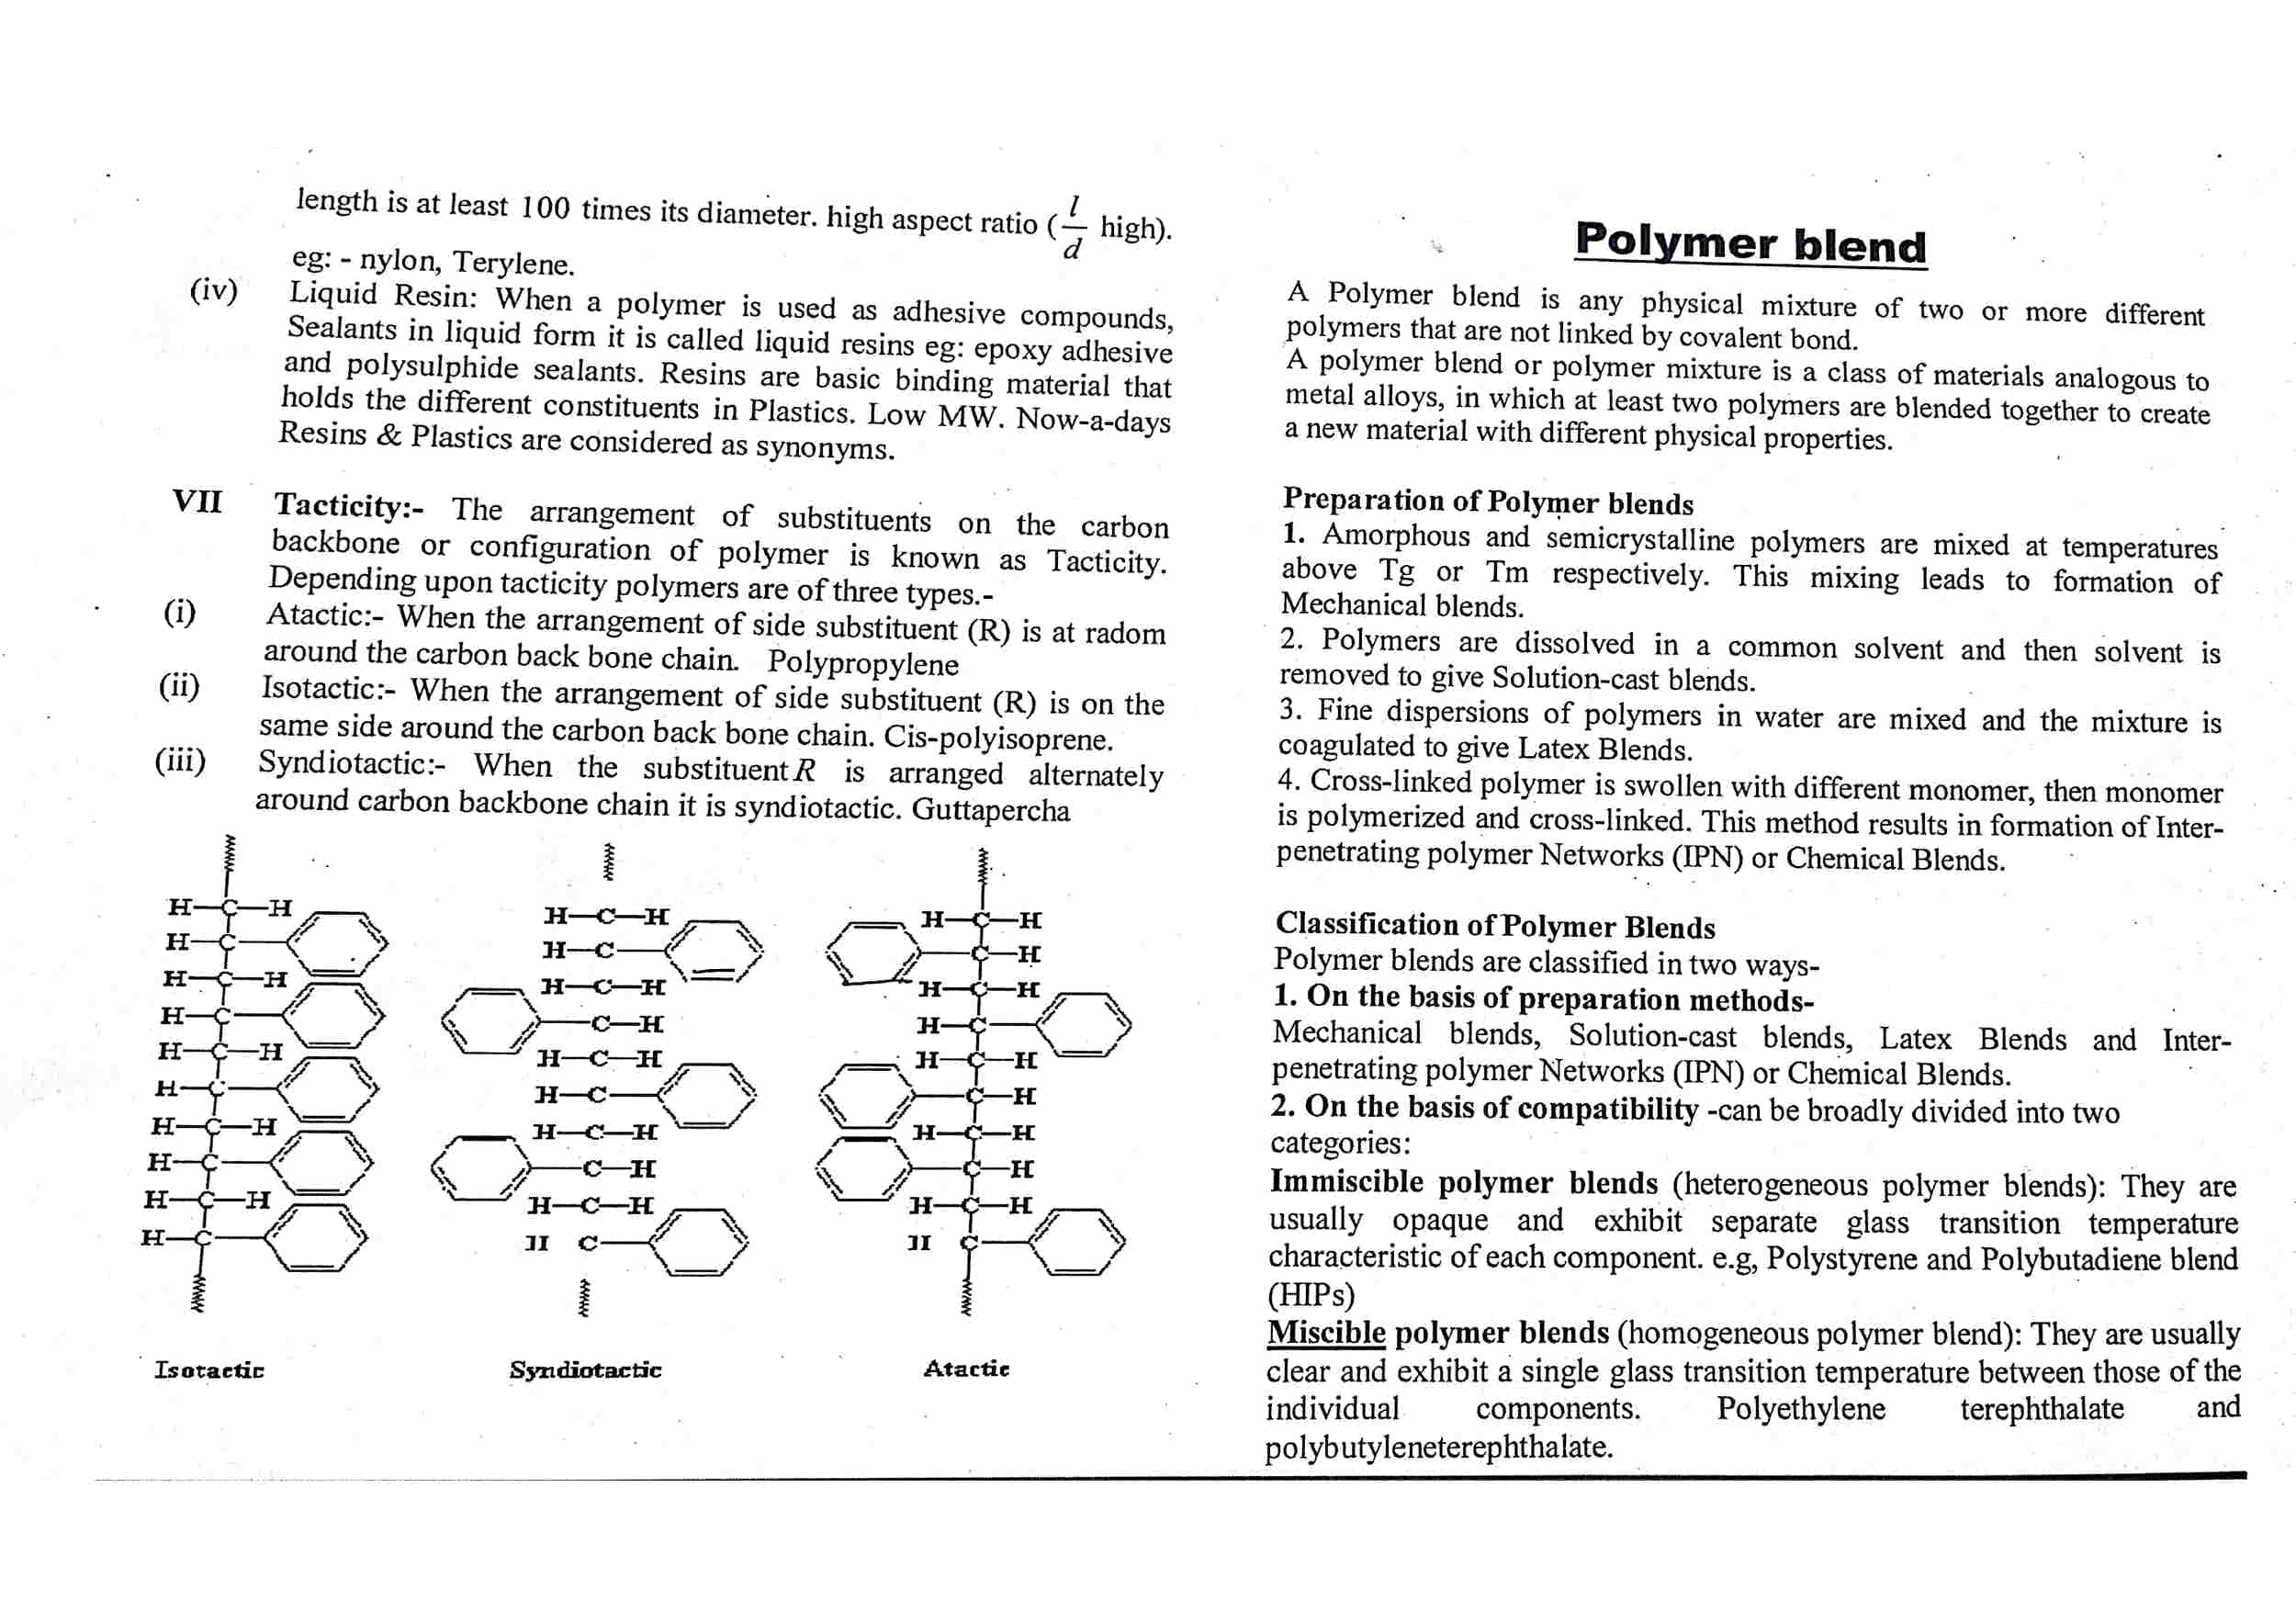 length is at least 100 times its diameter. high aspect ratio (l/d high).
eg: - nylon, Terylene.
(iv) Liquid Resin: When a polymer is used as adhesive compounds,
Sealants in liquid form it is called liquid resins eg: epoxy adhesive
and polysulphide sealants. Resins are basic binding material that
holds the different constituents in Plastics. Low MW. Now-a-days
Resins & Plastics are considered as synonyms.
VII Tacticity:- The arrangement of substituents on the carbon
backbone or configuration of polymer is known as Tacticity.
Depending upon tacticity polymers are of three types.-
(i) Atactic:- When the arrangement of side substituent (R) is at radom
around the carbon back bone chain. Polypropylene
(ii) Isotactic:- When the arrangement of side substituent (R) is on the
same side around the carbon back bone chain. Cis-polyisoprene.
(iii) Syndiotactic:- When the substituent R is arranged alternately
around carbon backbone chain it is syndiotactic. Guttapercha
H—C—H
H—C
H—C—H
H—C
H—C—H
H—C
H—C—H
H—C
H—C—H
H—C
Isotactic
H—C—H
H—C
H—C—H
C—H
H—C—H
H—C
H—C—H
C—H
H—C—H
H C
Syndiotactic
H—C—H
C—H
H—C—H
H—C
H—C—H
C—H
H—C—H
C—H
H—C—H
H C
Atactic
Polymer blend
A Polymer blend is any physical mixture of two or more different
polymers that are not linked by covalent bond.
A polymer blend or polymer mixture is a class of materials analogous to
metal alloys, in which at least two polymers are blended together to create
a new material with different physical properties.
Preparation of Polymer blends
1. Amorphous and semicrystalline polymers are mixed at temperatures
above Tg or Tm respectively. This mixing leads to formation of
Mechanical blends.
2. Polymers are dissolved in a common solvent and then solvent is
removed to give Solution-cast blends.
3. Fine dispersions of polymers in water are mixed and the mixture is
coagulated to give Latex Blends.
4. Cross-linked polymer is swollen with different monomer, then monomer
is polymerized and cross-linked. This method results in formation of Inter-
penetrating polymer Networks (IPN) or Chemical Blends.
Classification of Polymer Blends
Polymer blends are classified in two ways-
1. On the basis of preparation methods-
Mechanical blends, Solution-cast blends, Latex Blends and Inter-
penetrating polymer Networks (IPN) or Chemical Blends.
2. On the basis of compatibility -can be broadly divided into two
categories:
Immiscible polymer blends (heterogeneous polymer blends): They are
usually opaque and exhibit separate glass transition temperature
characteristic of each component. e.g, Polystyrene and Polybutadiene blend
(HIPs)
Miscible polymer blends (homogeneous polymer blend): They are usually
clear and exhibit a single glass transition temperature between those of the
individual components. Polyethylene terephthalate and
polybutyleneterephthalate.